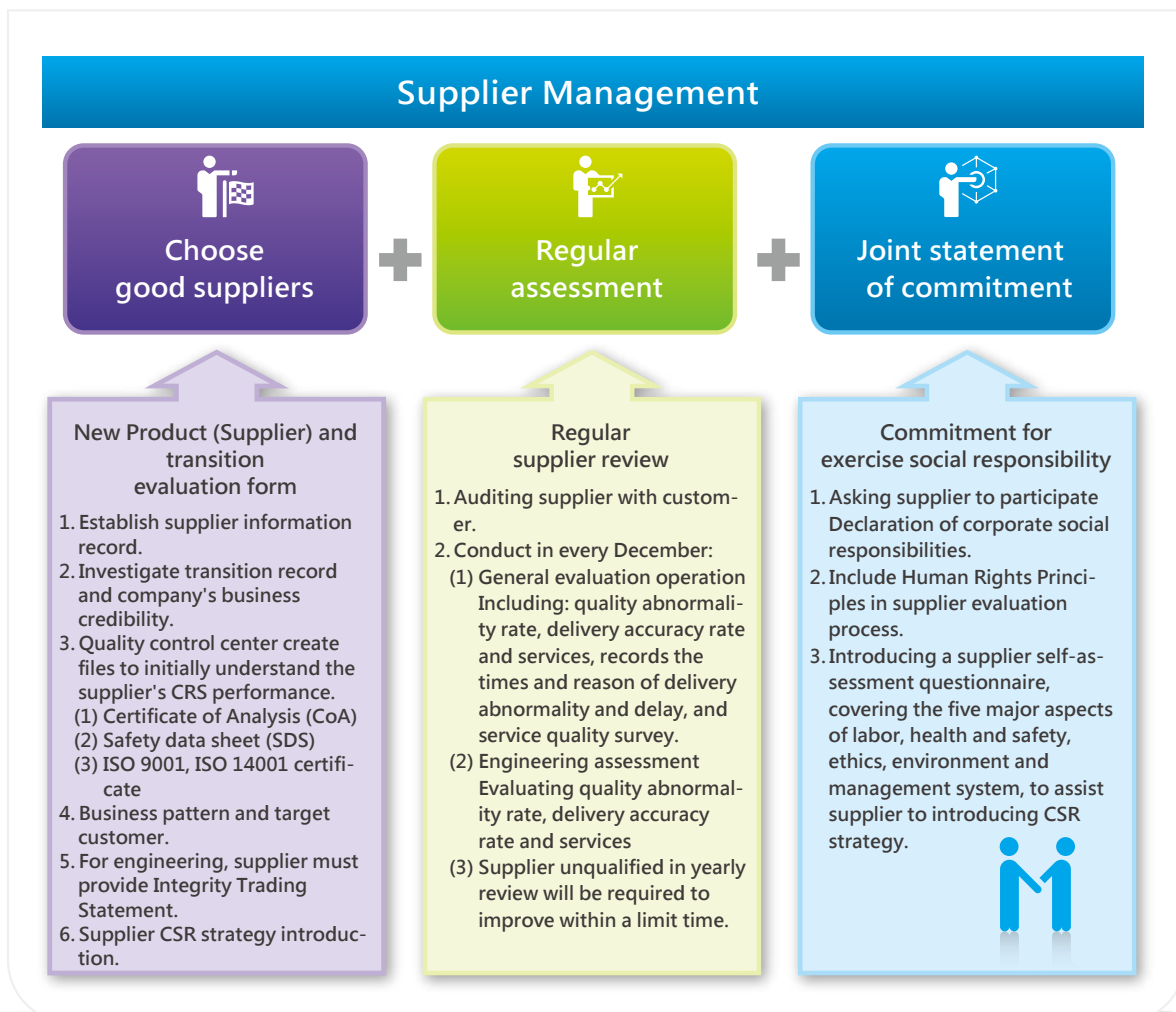 Supplier Management
Choose
good suppliers
Regular
assessment
Joint statement
of commitment
New Product (Supplier) and
transition
evaluation form
1. Establish supplier information
record.
2. Investigate transition record
and company's business
credibility.
3. Quality control center create
files to initially understand the
supplier's CRS performance.
(1) Certificate of Analysis (CoA)
(2) Safety data sheet (SDS)
(3) ISO 9001, ISO 14001 certifi-
cate
4. Business pattern and target
customer.
5. For engineering, supplier must
provide Integrity Trading
Statement.
6. Supplier CSR strategy introduc-
tion.
Regular
supplier review
1. Auditing supplier with custom-
er.
2. Conduct in every December:
(1) General evaluation operation
Including: quality abnormali-
ty rate, delivery accuracy rate
and services, records the
times and reason of delivery
abnormality and delay, and
service quality survey.
(2) Engineering assessment
Evaluating quality abnormal-
ity rate, delivery accuracy
rate and services
(3) Supplier unqualified in yearly
review will be required to
improve within a limit time.
Commitment for
exercise social responsibility
1. Asking supplier to participate
Declaration of corporate social
responsibilities.
2. Include Human Rights Princi-
ples in supplier evaluation
process.
3. Introducing a supplier self-as-
sessment questionnaire,
covering the five major aspects
of labor, health and safety,
ethics, environment and
management system, to assist
supplier to introducing CSR
strategy.